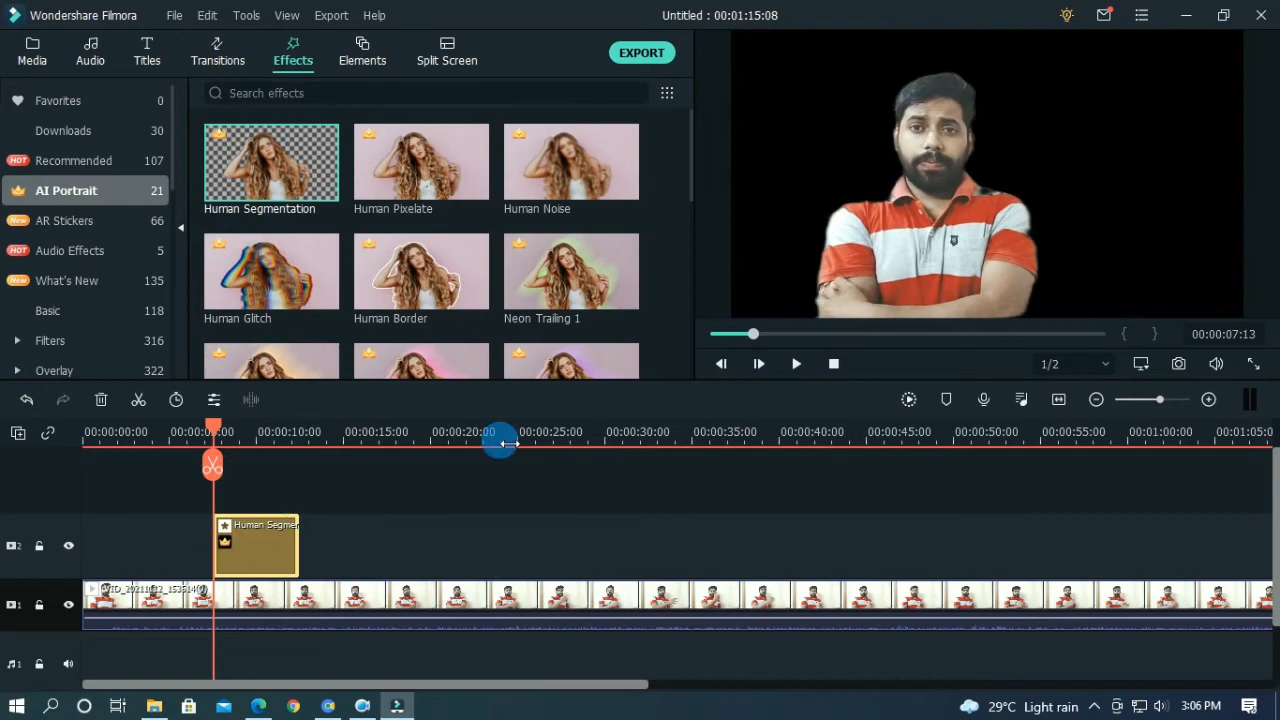 Wondershare Filmora File Edit Tools View Export Help Untitled : 00:01:15:08
Media Audio Titles Transitions Effects Elements Split Screen EXPORT
Favorites 0
Downloads 30
HOT Recommended 107
AI Portrait 21
New AR Stickers 66
HOT Audio Effects 5
New What's New 135
Basic 118
Filters 316
Overlay 322
Search effects
Human Segmentation Human Pixelate Human Noise
Human Glitch Human Border Neon Trailing 1
{ } 00:00:07:13
1/2
00:00:00:00 00:00:10:00 00:00:15:00 00:00:20:00 00:00:25:00 00:00:30:00 00:00:35:00 00:00:40:00 00:00:45:00 00:00:50:00 00:00:55:00 00:01:00:00 00:01:05:0
2 Human Segmer
1
1
29°C Light rain 3:06 PM